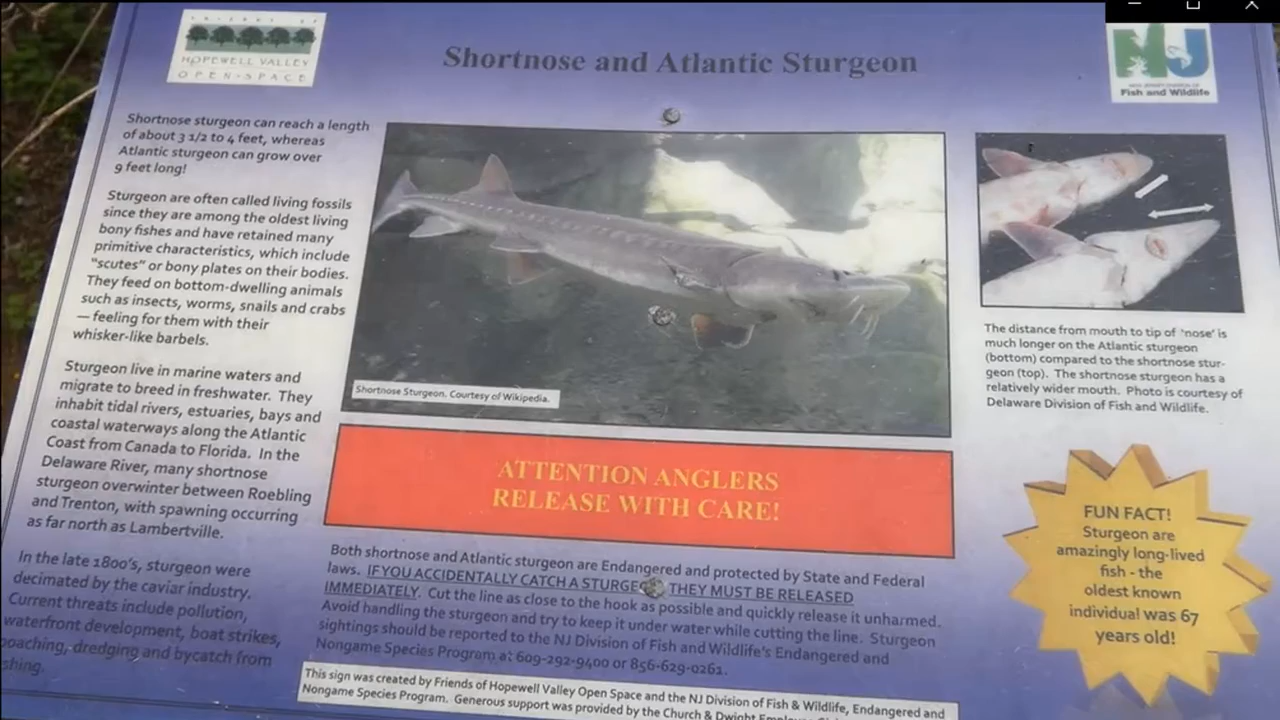 FRIENDS OF
HOPEWELL VALLEY
OPEN SPACE
Shortnose and Atlantic Sturgeon
NJ
NEW JERSEY DIVISION OF
Fish and Wildlife
Shortnose sturgeon can reach a length
of about 3 1/2 to 4 feet, whereas
Atlantic sturgeon can grow over
9 feet long!
Sturgeon are often called living fossils
since they are among the oldest living
bony fishes and have retained many
primitive characteristics, which include
"scutes" or bony plates on their bodies.
They feed on bottom-dwelling animals
such as insects, worms, snails and crabs
— feeling for them with their
whisker-like barbels.
Sturgeon live in marine waters and
migrate to breed in freshwater. They
inhabit tidal rivers, estuaries, bays and
coastal waterways along the Atlantic
Coast from Canada to Florida. In the
Delaware River, many shortnose
sturgeon overwinter between Roebling
and Trenton, with spawning occurring
as far north as Lambertville.
In the late 1800's, sturgeon were
decimated by the caviar industry.
Current threats include pollution,
waterfront development, boat strikes,
poaching, dredging and bycatch from
shing.
Shortnose Sturgeon. Courtesy of Wikipedia.
ATTENTION ANGLERS
RELEASE WITH CARE!
Both shortnose and Atlantic sturgeon are Endangered and protected by State and Federal
laws. IF YOU ACCIDENTALLY CATCH A STURGE THEY MUST BE RELEASED
IMMEDIATELY. Cut the line as close to the hook as possible and quickly release it unharmed.
Avoid handling the sturgeon and try to keep it under water while cutting the line. Sturgeon
sightings should be reported to the NJ Division of Fish and Wildlife's Endangered and
Nongame Species Program at 609-292-9400 or 856-629-0261.
This sign was created by Friends of Hopewell Valley Open Space and the NJ Division of Fish & Wildlife, Endangered and
Nongame Species Program. Generous support was provided by the Church & Dwight
The distance from mouth to tip of 'nose' is
much longer on the Atlantic sturgeon
(bottom) compared to the shortnose stur-
geon (top). The shortnose sturgeon has a
relatively wider mouth. Photo is courtesy of
Delaware Division of Fish and Wildlife.
FUN FACT!
Sturgeon are
amazingly long-lived
fish - the
oldest known
individual was 67
years old!